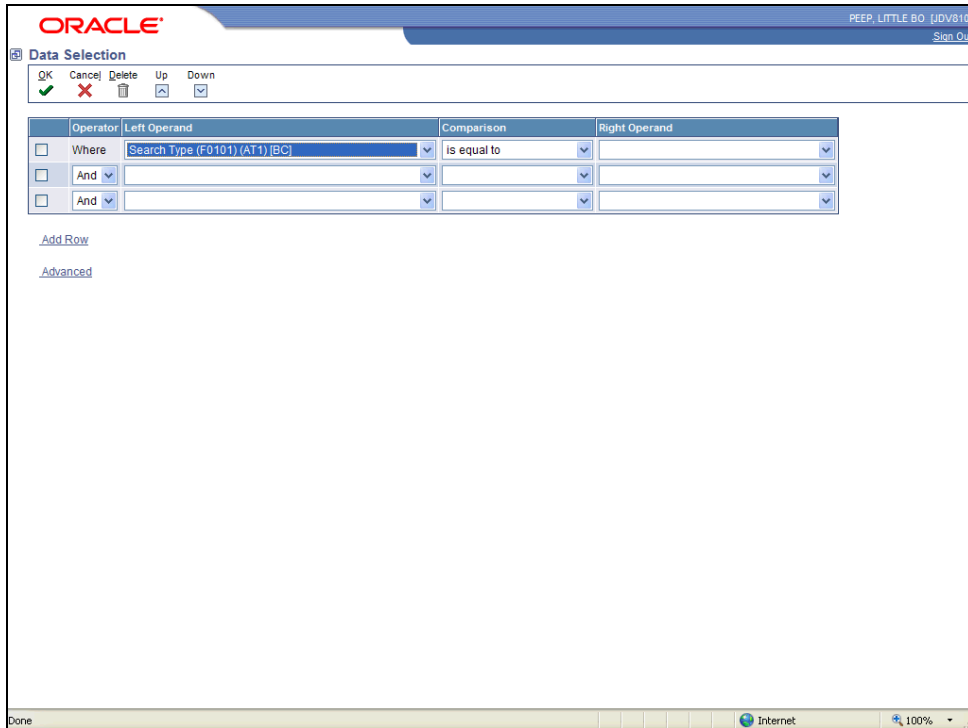 ORACLE
PEEP, LITTLE BO [JDV810
Sign Ou
Data Selection
OK Cancel Delete Up Down
Operator Left Operand Comparison Right Operand
Where Search Type (F0101) (AT1) [BC] is equal to
And
And
Add Row
Advanced
Done Internet 100%